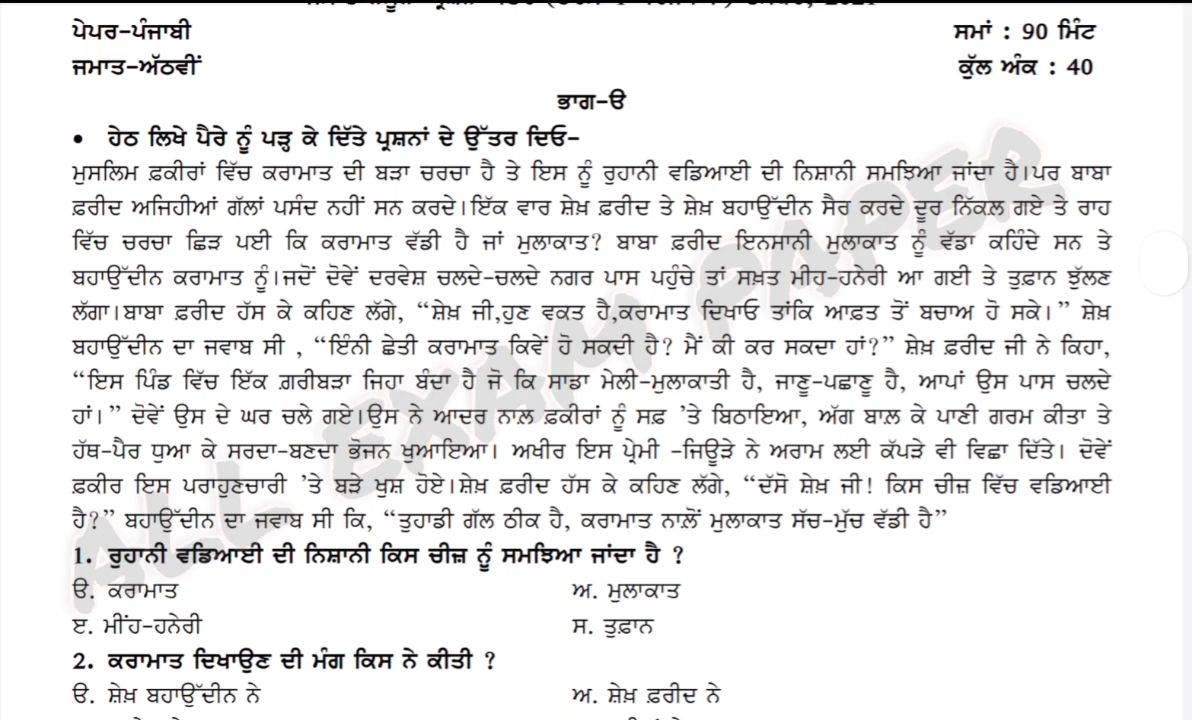 ਪੇਪਰ-ਪੰਜਾਬੀ ਸਮਾਂ : 90 ਮਿੰਟ
ਜਮਾਤ-ਅੱਠਵੀਂ ਕੁੱਲ ਅੰਕ : 40
ਭਾਗ-ੳ
• ਹੇਠ ਲਿਖੇ ਪੈਰੇ ਨੂੰ ਪੜ੍ਹ ਕੇ ਦਿੱਤੇ ਪ੍ਰਸ਼ਨਾਂ ਦੇ ਉੱਤਰ ਦਿਓ-
ਮੁਸਲਿਮ ਫ਼ਕੀਰਾਂ ਵਿੱਚ ਕਰਾਮਾਤ ਦੀ ਬੜਾ ਚਰਚਾ ਹੈ ਤੇ ਇਸ ਨੂੰ ਰੁਹਾਨੀ ਵਡਿਆਈ ਦੀ ਨਿਸ਼ਾਨੀ ਸਮਝਿਆ ਜਾਂਦਾ ਹੈ।ਪਰ ਬਾਬਾ
ਫ਼ਰੀਦ ਅਜਿਹੀਆਂ ਗੱਲਾਂ ਪਸੰਦ ਨਹੀਂ ਸਨ ਕਰਦੇ।ਇੱਕ ਵਾਰ ਸ਼ੇਖ਼ ਫ਼ਰੀਦ ਤੇ ਸ਼ੇਖ਼ ਬਹਾਉੱਦੀਨ ਸੈਰ ਕਰਦੇ ਦੂਰ ਨਿੱਕਲ਼ ਗਏ ਤੇ ਰਾਹ
ਵਿੱਚ ਚਰਚਾ ਛਿੜ ਪਈ ਕਿ ਕਰਾਮਾਤ ਵੱਡੀ ਹੈ ਜਾਂ ਮੁਲਾਕਾਤ? ਬਾਬਾ ਫ਼ਰੀਦ ਇਨਸਾਨੀ ਮੁਲਾਕਾਤ ਨੂੰ ਵੱਡਾ ਕਹਿੰਦੇ ਸਨ ਤੇ
ਬਹਾਉੱਦੀਨ ਕਰਾਮਾਤ ਨੂੰ।ਜਦੋਂ ਦੋਵੇਂ ਦਰਵੇਸ਼ ਚਲਦੇ-ਚਲਦੇ ਨਗਰ ਪਾਸ ਪਹੁੰਚੇ ਤਾਂ ਸਖ਼ਤ ਮੀਹ-ਹਨੇਰੀ ਆ ਗਈ ਤੇ ਤੁਫ਼ਾਨ ਝੁੱਲਣ
ਲੱਗਾ।ਬਾਬਾ ਫ਼ਰੀਦ ਹੱਸ ਕੇ ਕਹਿਣ ਲੱਗੇ, “ਸ਼ੇਖ਼ ਜੀ,ਹੁਣ ਵਕਤ ਹੈ,ਕਰਾਮਾਤ ਦਿਖਾਓ ਤਾਂਕਿ ਆਫ਼ਤ ਤੋਂ ਬਚਾਅ ਹੋ ਸਕੇ।” ਸ਼ੇਖ਼
ਬਹਾਉੱਦੀਨ ਦਾ ਜਵਾਬ ਸੀ , “ਇੰਨੀ ਛੇਤੀ ਕਰਾਮਾਤ ਕਿਵੇਂ ਹੋ ਸਕਦੀ ਹੈ? ਮੈਂ ਕੀ ਕਰ ਸਕਦਾ ਹਾਂ?” ਸ਼ੇਖ਼ ਫ਼ਰੀਦ ਜੀ ਨੇ ਕਿਹਾ,
“ਇਸ ਪਿੰਡ ਵਿੱਚ ਇੱਕ ਗ਼ਰੀਬੜਾ ਜਿਹਾ ਬੰਦਾ ਹੈ ਜੋ ਕਿ ਸਾਡਾ ਮੇਲੀ-ਮੁਲਾਕਾਤੀ ਹੈ, ਜਾਣੂ-ਪਛਾਣੂ ਹੈ, ਆਪਾਂ ਉਸ ਪਾਸ ਚਲਦੇ
ਹਾਂ।” ਦੋਵੇਂ ਉਸ ਦੇ ਘਰ ਚਲੇ ਗਏ।ਉਸ ਨੇ ਆਦਰ ਨਾਲ਼ ਫ਼ਕੀਰਾਂ ਨੂੰ ਸਫ਼ ’ਤੇ ਬਿਠਾਇਆ, ਅੱਗ ਬਾਲ਼ ਕੇ ਪਾਣੀ ਗਰਮ ਕੀਤਾ ਤੇ
ਹੱਥ-ਪੈਰ ਧੁਆ ਕੇ ਸਰਦਾ-ਬਣਦਾ ਭੋਜਨ ਖੁਆਇਆ। ਅਖੀਰ ਇਸ ਪ੍ਰੇਮੀ -ਜਿਊੜੇ ਨੇ ਅਰਾਮ ਲਈ ਕੱਪੜੇ ਵੀ ਵਿਛਾ ਦਿੱਤੇ। ਦੋਵੇਂ
ਫ਼ਕੀਰ ਇਸ ਪਰਾਹੁਣਚਾਰੀ ’ਤੇ ਬੜੇ ਖੁਸ਼ ਹੋਏ।ਸ਼ੇਖ਼ ਫ਼ਰੀਦ ਹੱਸ ਕੇ ਕਹਿਣ ਲੱਗੇ, “ਦੱਸੋ ਸ਼ੇਖ਼ ਜੀ! ਕਿਸ ਚੀਜ਼ ਵਿੱਚ ਵਡਿਆਈ
ਹੈ?” ਬਹਾਉੱਦੀਨ ਦਾ ਜਵਾਬ ਸੀ ਕਿ, “ਤੁਹਾਡੀ ਗੱਲ ਠੀਕ ਹੈ, ਕਰਾਮਾਤ ਨਾਲ਼ੋਂ ਮੁਲਾਕਾਤ ਸੱਚ-ਮੁੱਚ ਵੱਡੀ ਹੈ”
1. ਰੁਹਾਨੀ ਵਡਿਆਈ ਦੀ ਨਿਸ਼ਾਨੀ ਕਿਸ ਚੀਜ਼ ਨੂੰ ਸਮਝਿਆ ਜਾਂਦਾ ਹੈ ?
ੳ. ਕਰਾਮਾਤ ਅ. ਮੁਲਾਕਾਤ
ੲ. ਮੀਂਹ-ਹਨੇਰੀ ਸ. ਤੁਫ਼ਾਨ
2. ਕਰਾਮਾਤ ਦਿਖਾਉਣ ਦੀ ਮੰਗ ਕਿਸ ਨੇ ਕੀਤੀ ?
ੳ. ਸ਼ੇਖ਼ ਬਹਾਉੱਦੀਨ ਨੇ ਅ. ਸ਼ੇਖ਼ ਫ਼ਰੀਦ ਨੇ
ALL EXAM PAPER